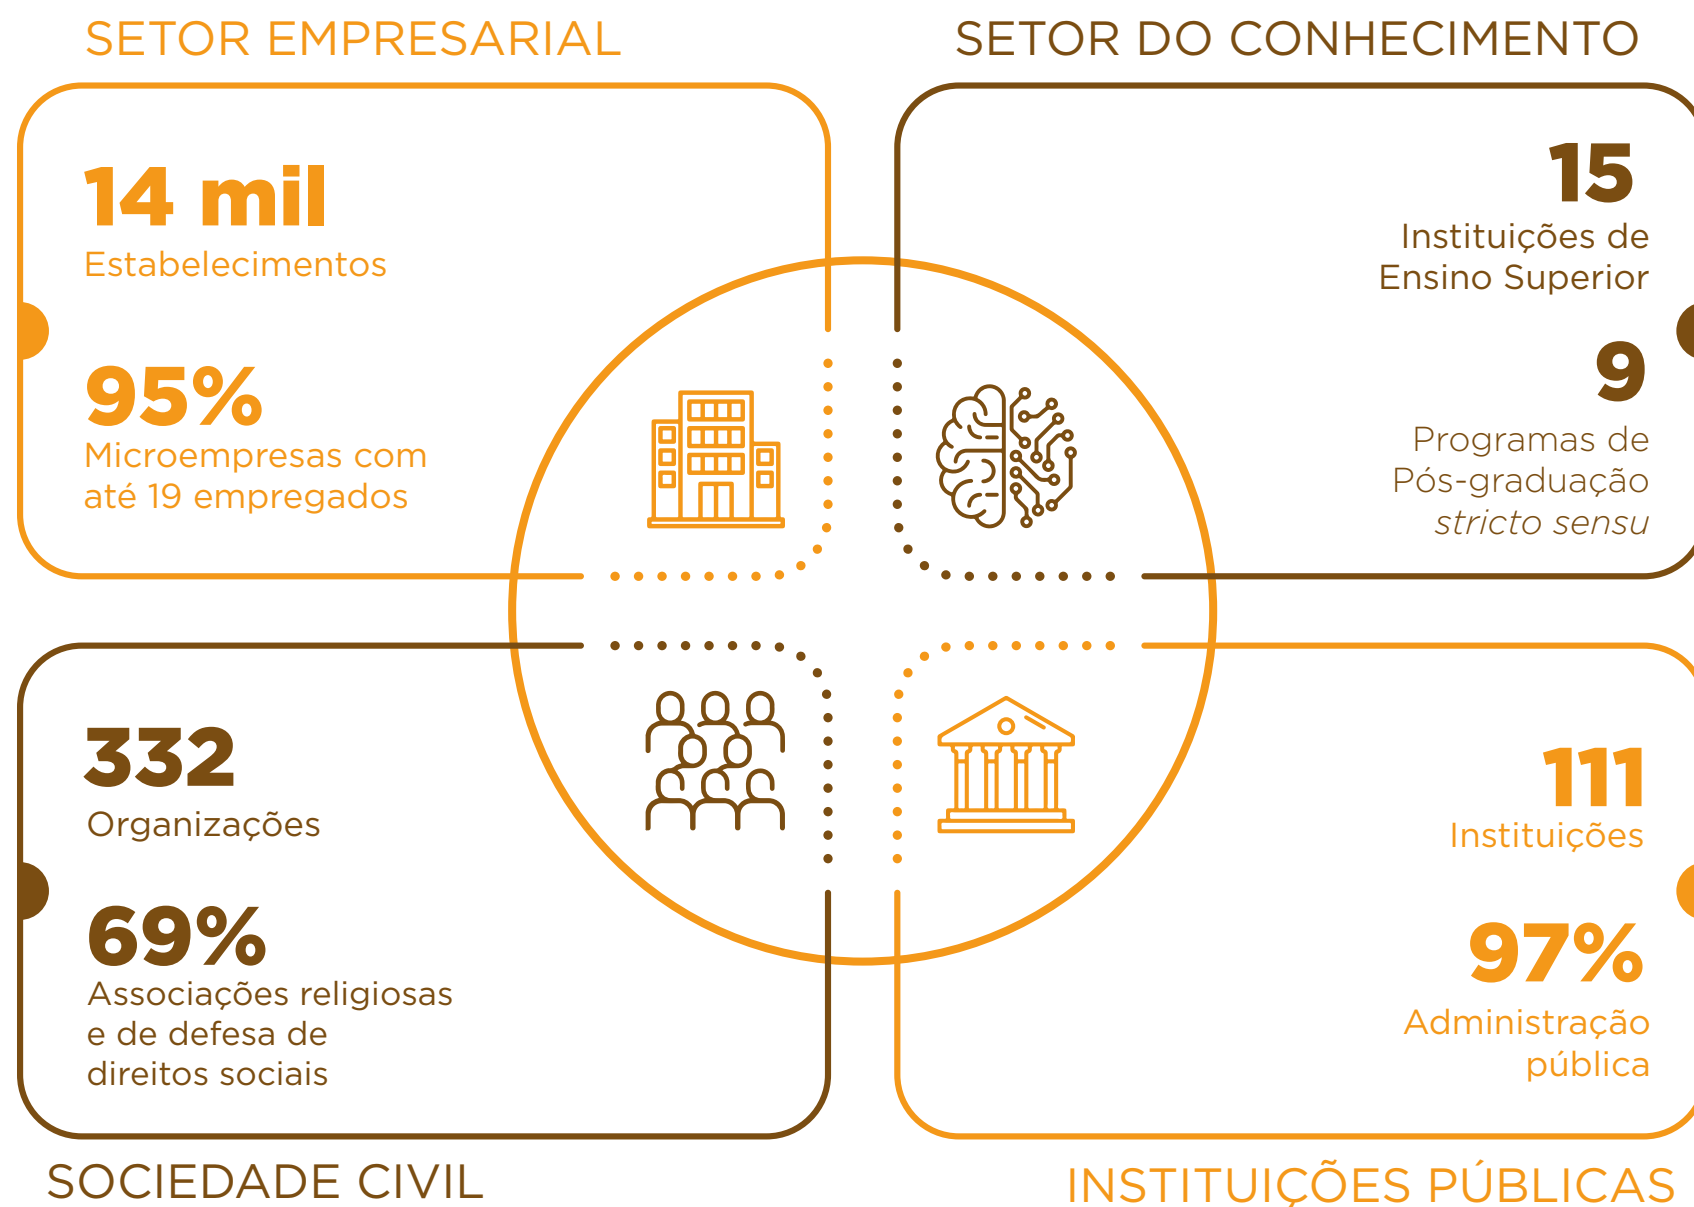 SETOR EMPRESARIAL
14 mil
Estabelecimentos
95%
Microempresas com
até 19 empregados
SETOR DO CONHECIMENTO
15
Instituições de
Ensino Superior
9
Programas de
Pós-graduação
stricto sensu
332
Organizações
69%
Associações religiosas
e de defesa de
direitos sociais
SOCIEDADE CIVIL
111
Instituições
97%
Administração
pública
INSTITUIÇÕES PÚBLICAS